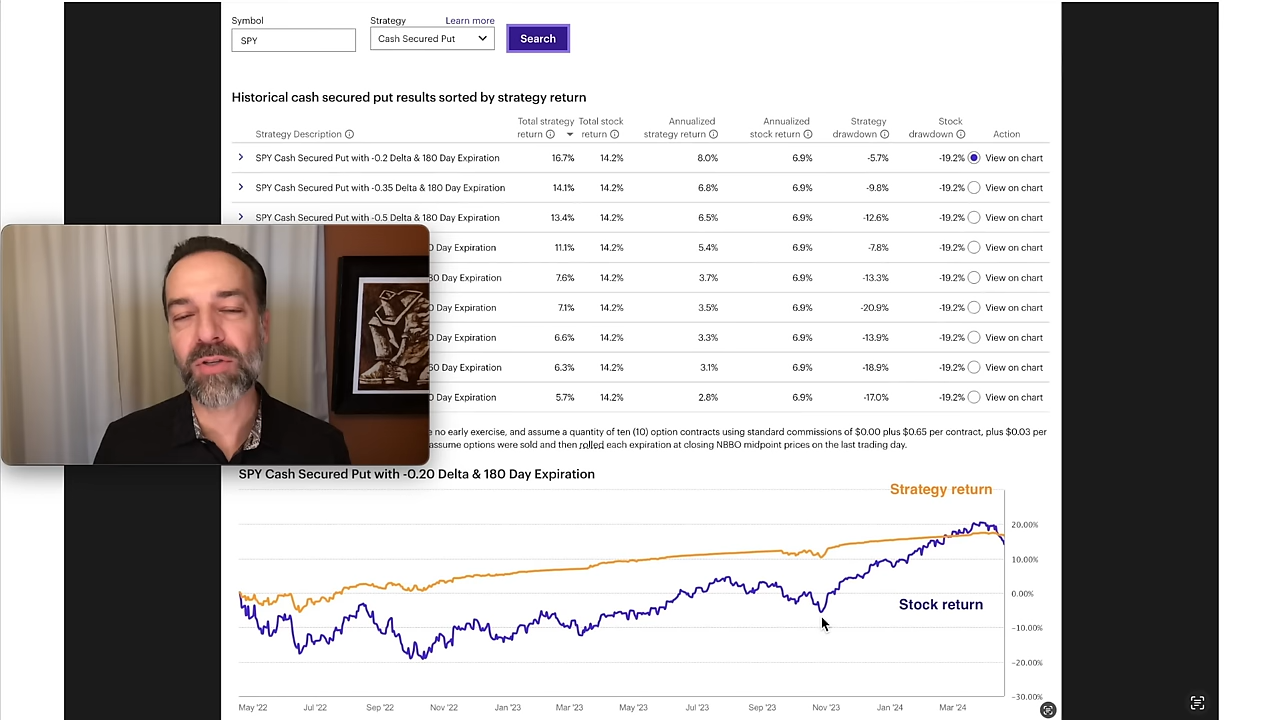 Symbol
Strategy Learn more
SPY
Cash Secured Put
Search
Historical cash secured put results sorted by strategy return
Strategy Description
Total strategy return
Total stock return
Annualized strategy return
Annualized stock return
Strategy drawdown
Stock drawdown
Action
SPY Cash Secured Put with -0.2 Delta & 180 Day Expiration 16.7% 14.2% 8.0% 6.9% -5.7% -19.2% View on chart
SPY Cash Secured Put with -0.35 Delta & 180 Day Expiration 14.1% 14.2% 6.8% 6.9% -9.8% -19.2% View on chart
SPY Cash Secured Put with -0.5 Delta & 180 Day Expiration 13.4% 14.2% 6.5% 6.9% -12.6% -19.2% View on chart
Day Expiration 11.1% 14.2% 5.4% 6.9% -7.8% -19.2% View on chart
Day Expiration 7.6% 14.2% 3.7% 6.9% -13.3% -19.2% View on chart
Day Expiration 7.1% 14.2% 3.5% 6.9% -20.9% -19.2% View on chart
Day Expiration 6.6% 14.2% 3.3% 6.9% -13.9% -19.2% View on chart
Day Expiration 6.3% 14.2% 3.1% 6.9% -18.9% -19.2% View on chart
Day Expiration 5.7% 14.2% 2.8% 6.9% -17.0% -19.2% View on chart
no early exercise, and assume a quantity of ten (10) option contracts using standard commissions of $0.00 plus $0.65 per contract, plus $0.03 per
assume options were sold and then rolled each expiration at closing NBBO midpoint prices on the last trading day.
SPY Cash Secured Put with -0.20 Delta & 180 Day Expiration
Strategy return
20.00%
10.00%
0.00%
Stock return
-10.00%
-20.00%
-30.00%
May '22 Jul '22 Sep '22 Nov '22 Jan '23 Mar '23 May '23 Jul '23 Sep '23 Nov '23 Jan '24 Mar '24